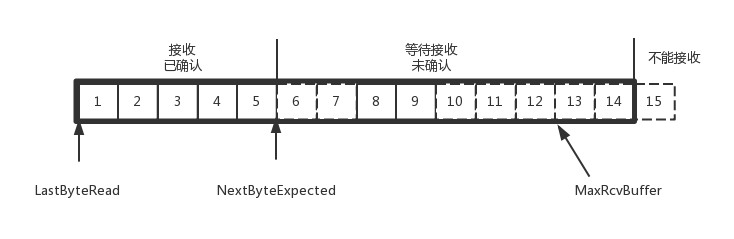 接收
已确认
等待接收
未确认
不能接收
1 2 3 4 5 6 7 8 9 10 11 12 13 14 15
LastByteRead
NextByteExpected
MaxRcvBuffer